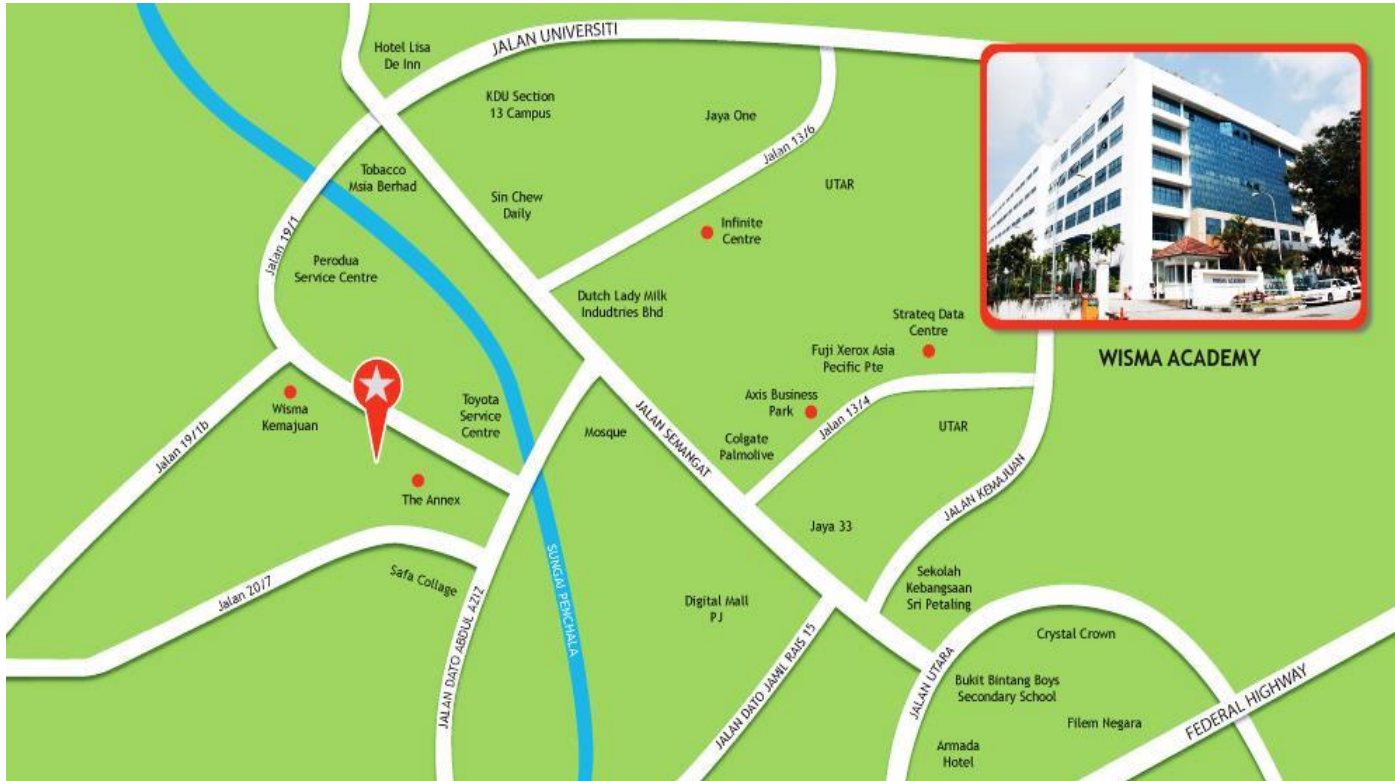 JALAN UNIVERSITI
Hotel Lisa
De Inn
KDU Section
13 Campus
Jaya One
Jalan 13/6
Tobacco
Msia Berhad
UTAR
Sin Chew
Daily
Infinite
Centre
Jalan 19/1
Perodua
Service Centre
Dutch Lady Milk
Indudtries Bhd
Strateq Data
Centre
Fuji Xerox Asia
Pecific Pte
WISMA ACADEMY
WISMA ACADEMY
Wisma
Kemajuan
Toyota
Service
Centre
Axis Business
Park
Jalan 13/4
UTAR
Mosque
JALAN SEMANGAT
Colgate
Palmolive
Jalan 19/1b
The Annex
JALAN KEMAJUAN
Jaya 33
Safa Collage
Jalan 20/7
SUNGAI PENCHALA
Sekolah
Kebangsaan
Sri Petaling
Digital Mall
PJ
JALAN DATO ABDUL AZIZ
JALAN DATO JAMIL RAIS 15
JALAN UTARA
Crystal Crown
Bukit Bintang Boys
Secondary School
FEDERAL HIGHWAY
Filem Negara
Armada
Hotel